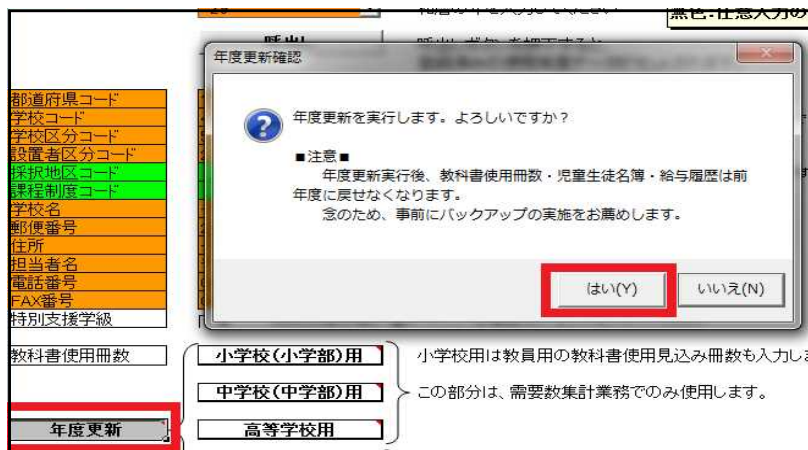 無色:任意入力の
呼出
年度更新確認
年度更新を実行します。よろしいですか？
■注意■
年度更新実行後、教科書使用冊数・児童生徒名簿・給与履歴は前
年度に戻せなくなります。
念のため、事前にバックアップの実施をお薦めします。
はい(Y)
いいえ(N)
都道府県コード
学校コード
学校区分コード
設置者区分コード
採択地区コード
課程制度コード
学校名
郵便番号
住所
担当者名
電話番号
FAX番号
特別支援学級
教科書使用冊数
小学校(小学部)用
小学校用は教員用の教科書使用見込み冊数も入力しま
中学校(中学部)用
この部分は、需要数集計業務でのみ使用します。
年度更新
高等学校用